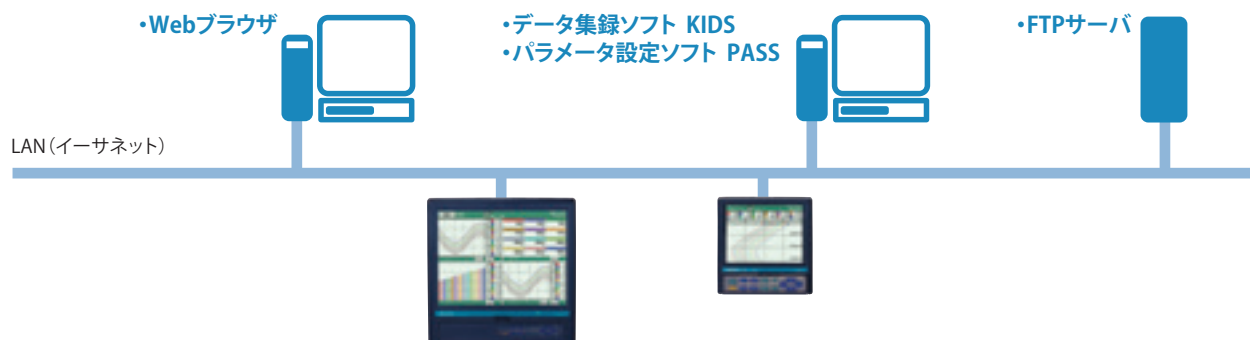 ・Webブラウザ
・データ集録ソフト KIDS
・パラメータ設定ソフト PASS
・FTPサーバ
LAN（イーサネット）